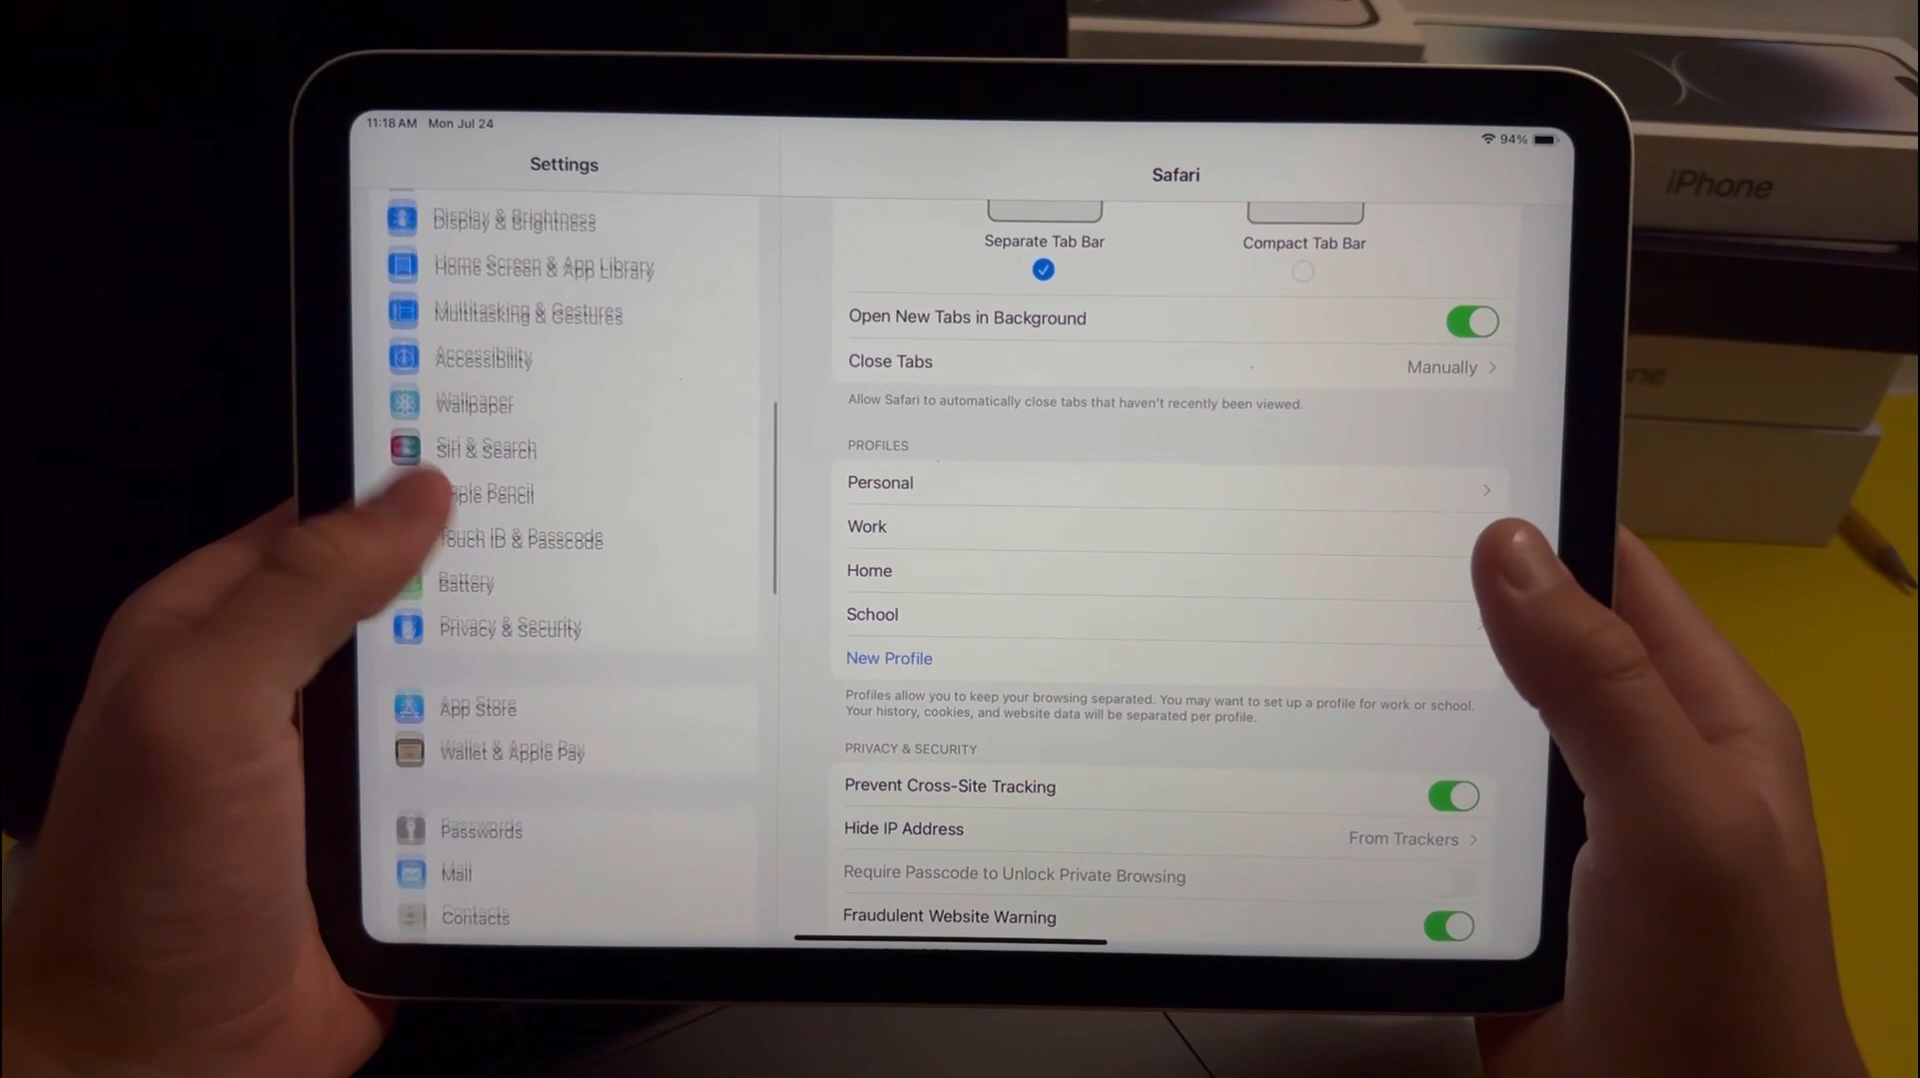 11:18 AM Mon Jul 24
94%
Settings
Display & Brightness
Home Screen & App Library
Multitasking & Gestures
Accessibility
Wallpaper
Siri & Search
pple Pencil
Touch ID & Passcode
Battery
Privacy & Security
App Store
Wallet & Apple Pay
Passwords
Mail
Contacts
Safari
Separate Tab Bar
Compact Tab Bar
Open New Tabs in Background
Close Tabs
Manually
Allow Safari to automatically close tabs that haven't recently been viewed.
PROFILES
Personal
Work
Home
School
New Profile
Profiles allow you to keep your browsing separated. You may want to set up a profile for work or school.
Your history, cookies, and website data will be separated per profile.
PRIVACY & SECURITY
Prevent Cross-Site Tracking
Hide IP Address
From Trackers
Require Passcode to Unlock Private Browsing
Fraudulent Website Warning
iPhone